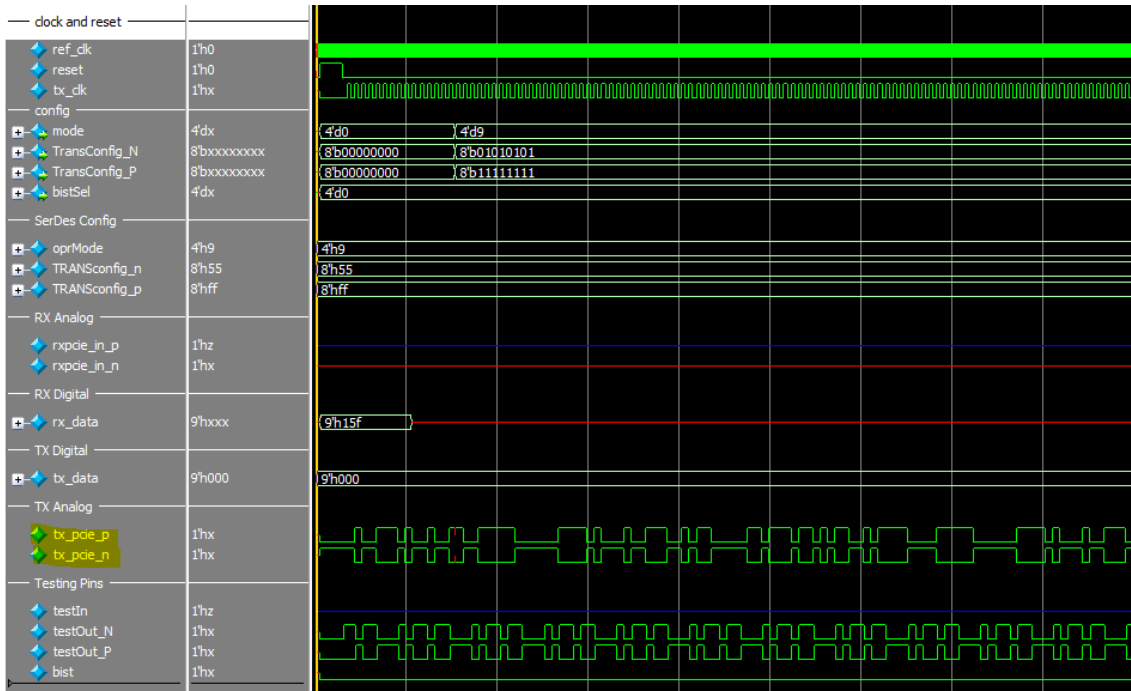 clock and reset
ref_clk 1'h0
reset 1'h0
tx_clk 1'hx
config
mode 4'dx 4'd0 4'd9
TransConfig_N 8'bxxxxxxxx 8'b00000000 8'b01010101
TransConfig_P 8'bxxxxxxxx 8'b00000000 8'b11111111
bistSel 4'dx 4'd0
SerDes Config
oprMode 4'h9 4'h9
TRANSconfig_n 8'h55 8'h55
TRANSconfig_p 8'hff 8'hff
RX Analog
rxpcie_in_p 1'hz
rxpcie_in_n 1'hx
RX Digital
rx_data 9'hxxx 9'h15f
TX Digital
tx_data 9'h000 9'h000
TX Analog
tx_pcie_p 1'hx
tx_pcie_n 1'hx
Testing Pins
testIn 1'hz
testOut_N 1'hx
testOut_P 1'hx
bist 1'hx